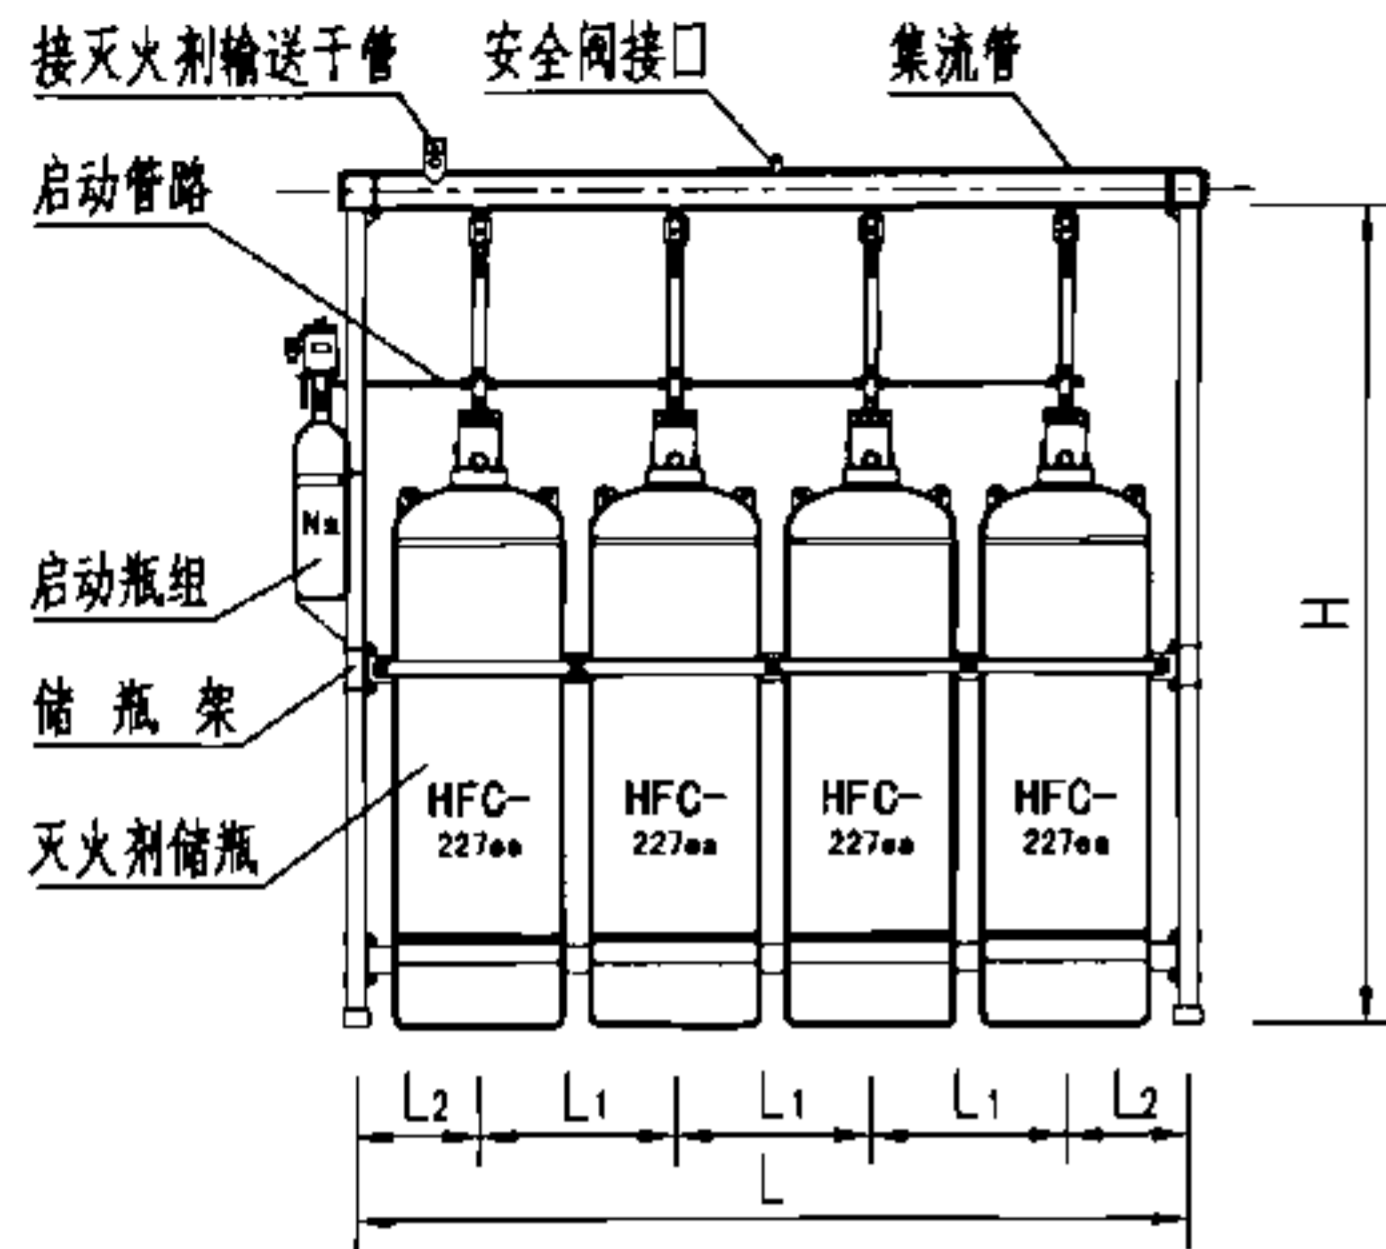 接灭火剂输送干管
安全阀接口
集流管
启动管路
N₂
启动瓶组
储瓶架
灭火剂储瓶
HFC-
227ea
HFC-
227ea
HFC-
227ea
HFC-
227ea
H
L2
L1
L1
L1
L2
L